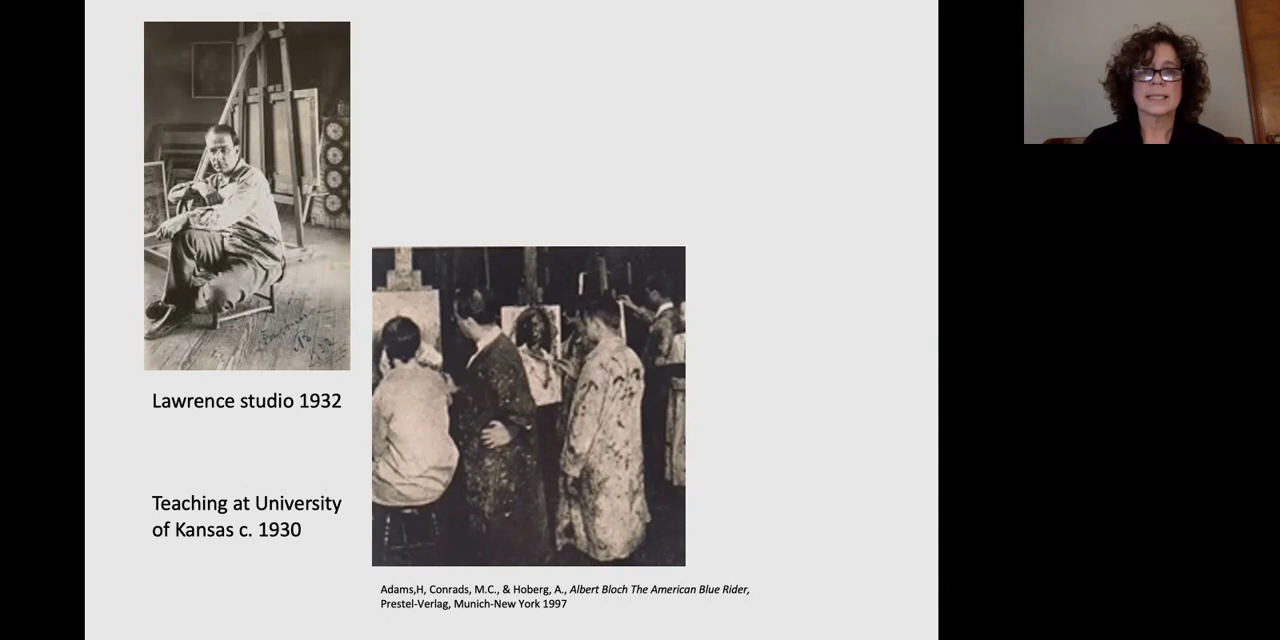 Lawrence studio 1932
Teaching at University
of Kansas c. 1930
Adams,H, Conrads, M.C., & Hoberg, A., Albert Bloch The American Blue Rider,
Prestel-Verlag, Munich-New York 1997